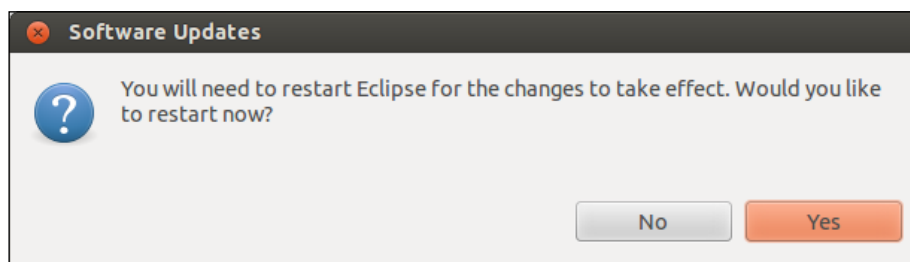 Software Updates
You will need to restart Eclipse for the changes to take effect. Would you like
to restart now?
No
Yes